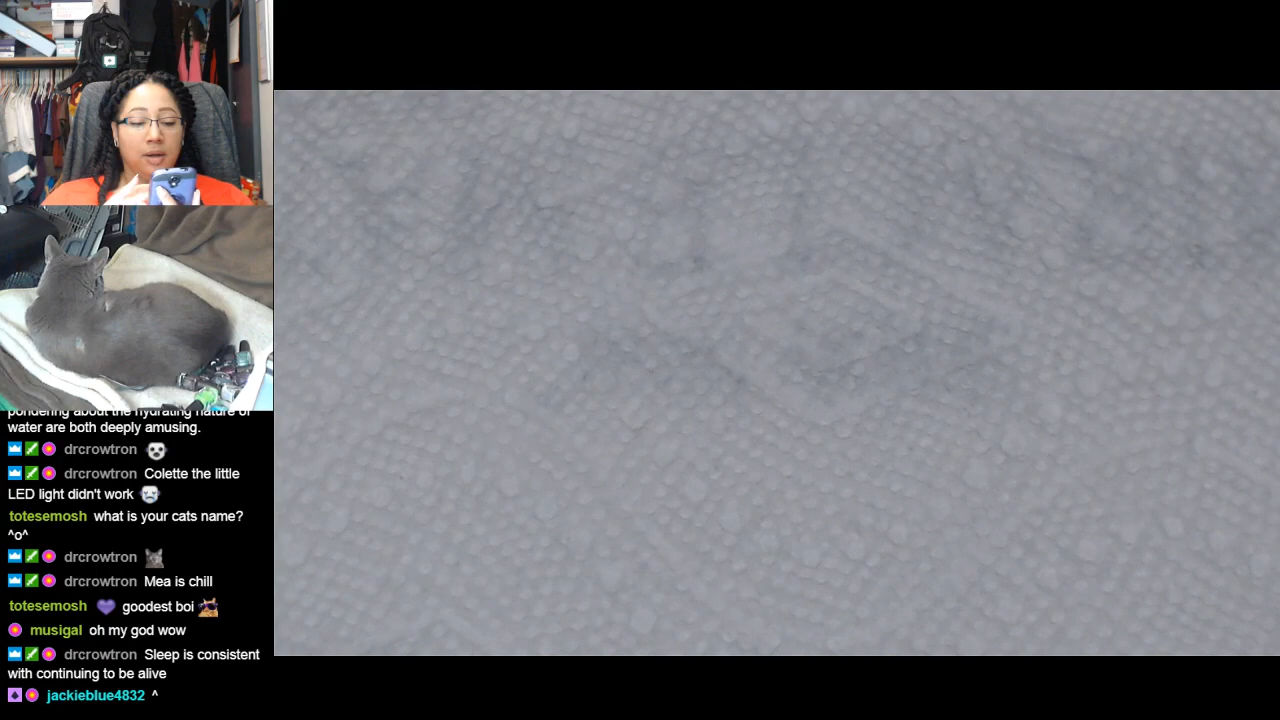 pondering about the hydrating nature of
water are both deeply amusing.
drcrowtron
drcrowtron Colette the little
LED light didn't work
totesemosh what is your cats name?
^o^
drcrowtron
drcrowtron Mea is chill
totesemosh goodest boi
musigal oh my god wow
drcrowtron Sleep is consistent
with continuing to be alive
jackieblue4832 ^